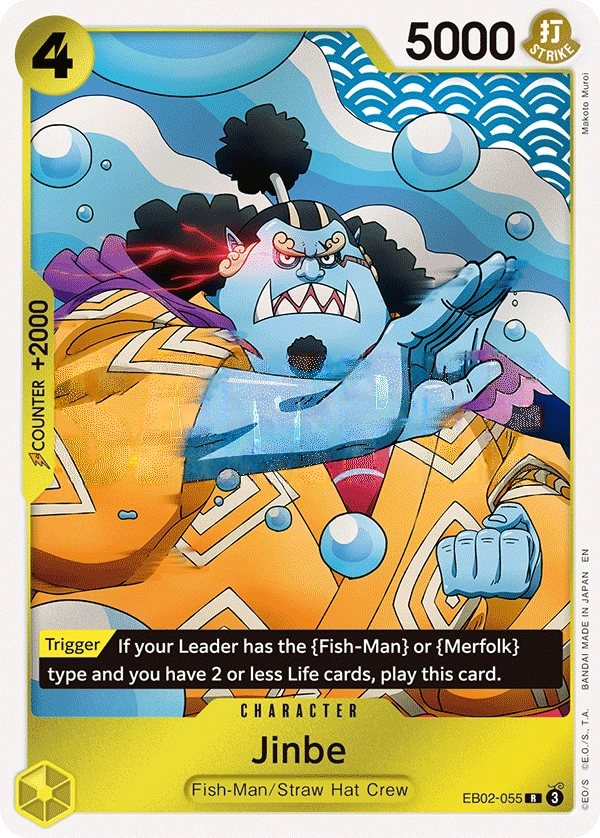 4
5000
打
STRIKE
Makoto Muroi
COUNTER +2000
Trigger If your Leader has the {Fish-Man} or {Merfolk}
type and you have 2 or less Life cards, play this card.
CHARACTER
Jinbe
Fish-Man/Straw Hat Crew
EB02-055 R 3
©E.O/S ©E.O./S., T.A. BANDAI MADE IN JAPAN EN